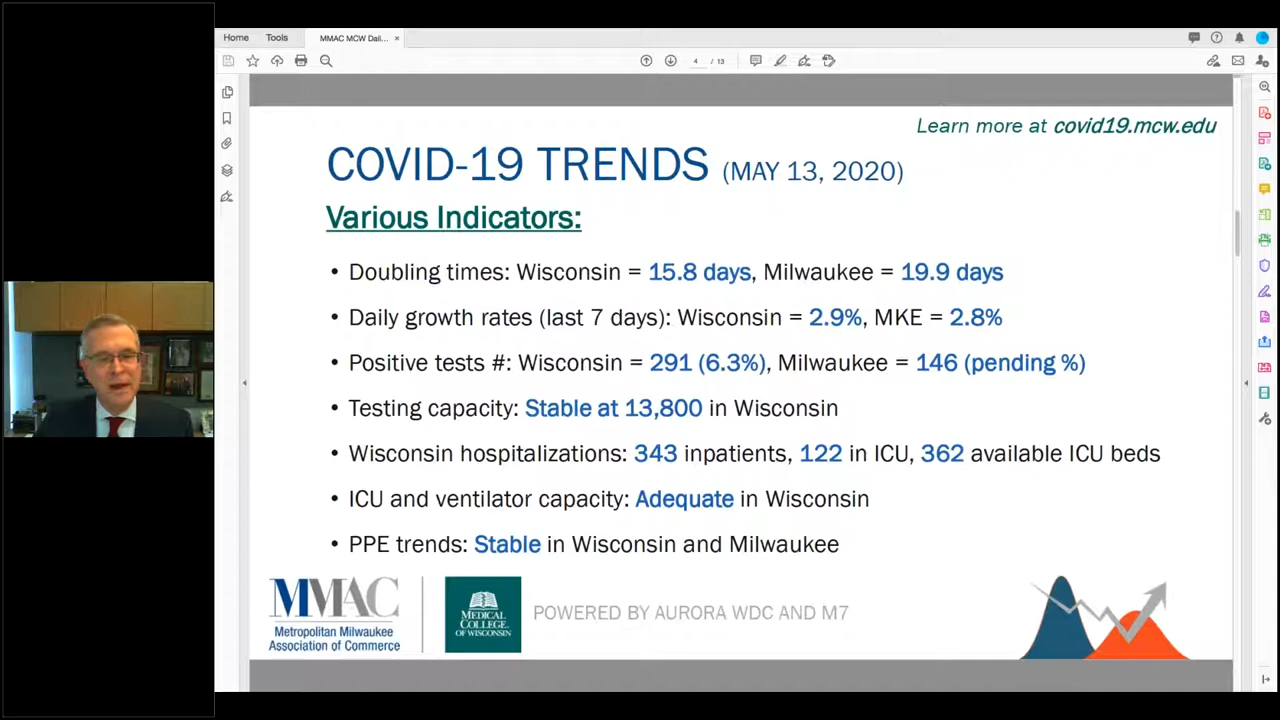 Home Tools MMAC MCW Dail... ×
4 / 13
Learn more at covid19.mcw.edu
COVID-19 TRENDS (MAY 13, 2020)
Various Indicators:
• Doubling times: Wisconsin = 15.8 days, Milwaukee = 19.9 days
• Daily growth rates (last 7 days): Wisconsin = 2.9%, MKE = 2.8%
• Positive tests #: Wisconsin = 291 (6.3%), Milwaukee = 146 (pending %)
• Testing capacity: Stable at 13,800 in Wisconsin
• Wisconsin hospitalizations: 343 inpatients, 122 in ICU, 362 available ICU beds
• ICU and ventilator capacity: Adequate in Wisconsin
• PPE trends: Stable in Wisconsin and Milwaukee
MMAC
Metropolitan Milwaukee
Association of Commerce
MEDICAL
COLLEGE
OF WISCONSIN
POWERED BY AURORA WDC AND M7